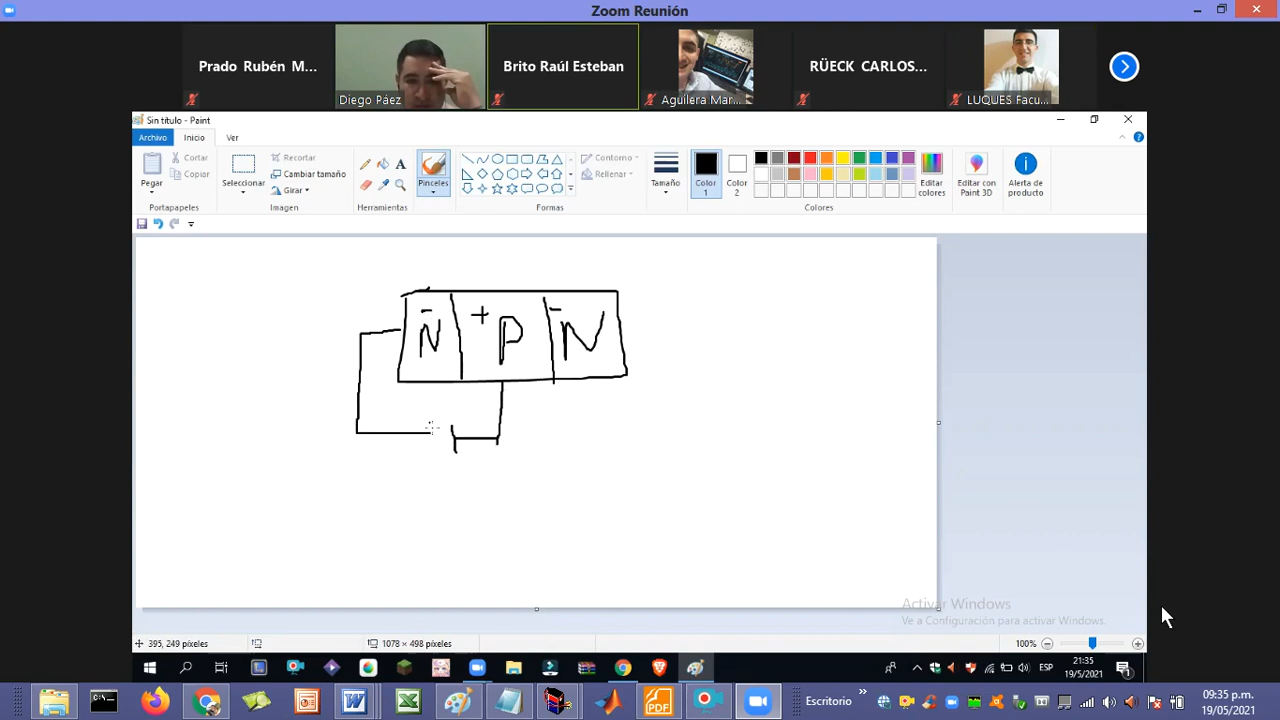 Zoom Reunión
Prado Rubén M...
Diego Páez
Brito Raúl Esteban
Aguilera Mar...
RÜECK CARLOS...
LUQUES Facu...
Sin título - Paint
Archivo Inicio Ver
Pegar
Cortar
Copiar
Portapapeles
Seleccionar
Recortar
Cambiar tamaño
Girar
Imagen
A
Herramientas
Pinceles
Contorno
Rellenar
Formas
Tamaño
Color 1
Color 2
Editar colores
Colores
Editar con Paint 3D
Alerta de producto
- + -
N P N
Activar Windows
Ve a Configuración para activar Windows.
395, 249 píxeles 1078 × 498 píxeles 100%
ESP 21:35
19/5/2021
1
Escritorio
09:35 p.m.
19/05/2021